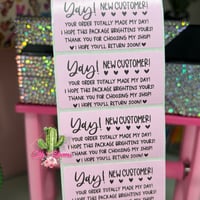 Yay! NEW CUSTOMER!
YOUR ORDER TOTALLY MADE MY DAY!
I HOPE THIS PACKAGE BRIGHTENS YOURS!
THANK YOU FOR CHOOSING MY SHOP!
I HOPE YOU'LL RETURN SOON!
Yay! NEW CUSTOMER!
YOUR ORDER TOTALLY MADE MY DAY!
I HOPE THIS PACKAGE BRIGHTENS YOURS!
THANK YOU FOR CHOOSING MY SHOP!
I HOPE YOU'LL RETURN SOON!
Yay! NEW CUSTOMER!
YOUR ORDER TOTALLY MADE MY DAY!
I HOPE THIS PACKAGE BRIGHTENS YOURS!
THANK YOU FOR CHOOSING MY SHOP!
I HOPE YOU'LL RETURN SOON!
Yay! NEW CUSTOMER!
YOUR ORDER TOTALLY MADE MY DAY!
I HOPE THIS PACKAGE BRIGHTENS YOURS!